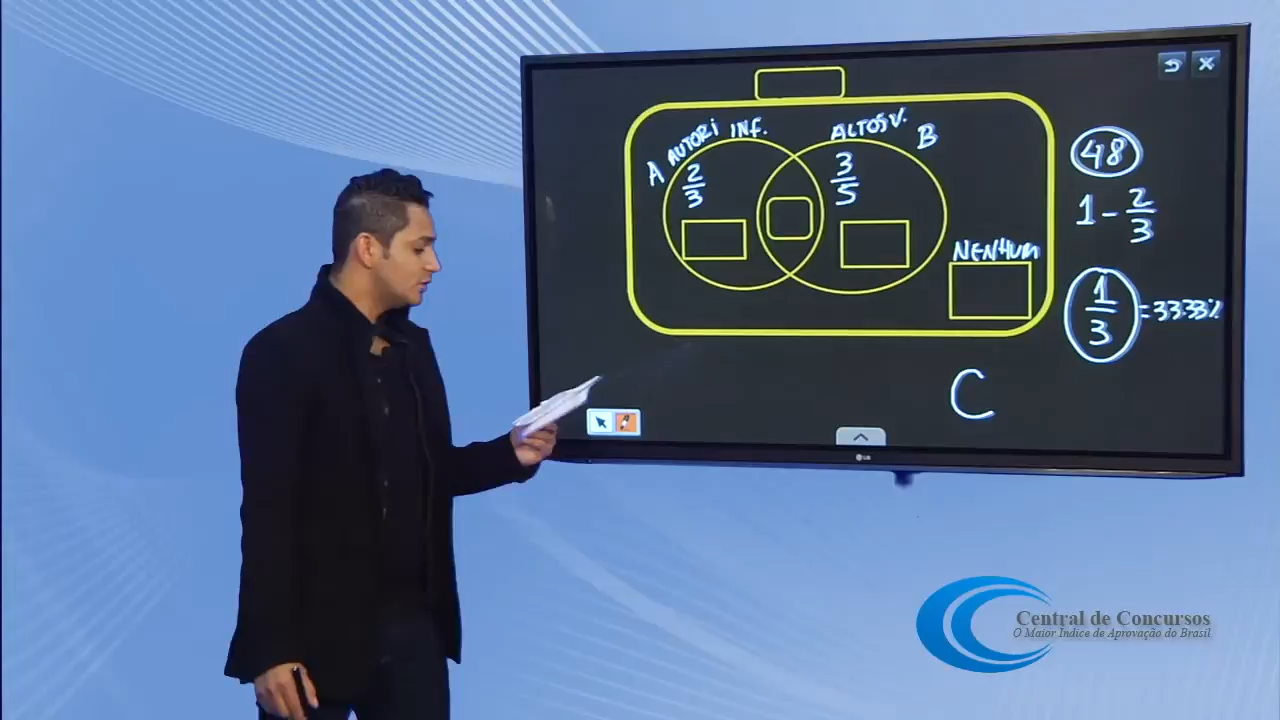 A AUTORI INF.
ALTOS V. B
2/3
3/5
NENHUM
48
1 - 2/3
1/3 = 33.33%
C
LG
Central de Concursos
O Maior Índice de Aprovação do Brasil